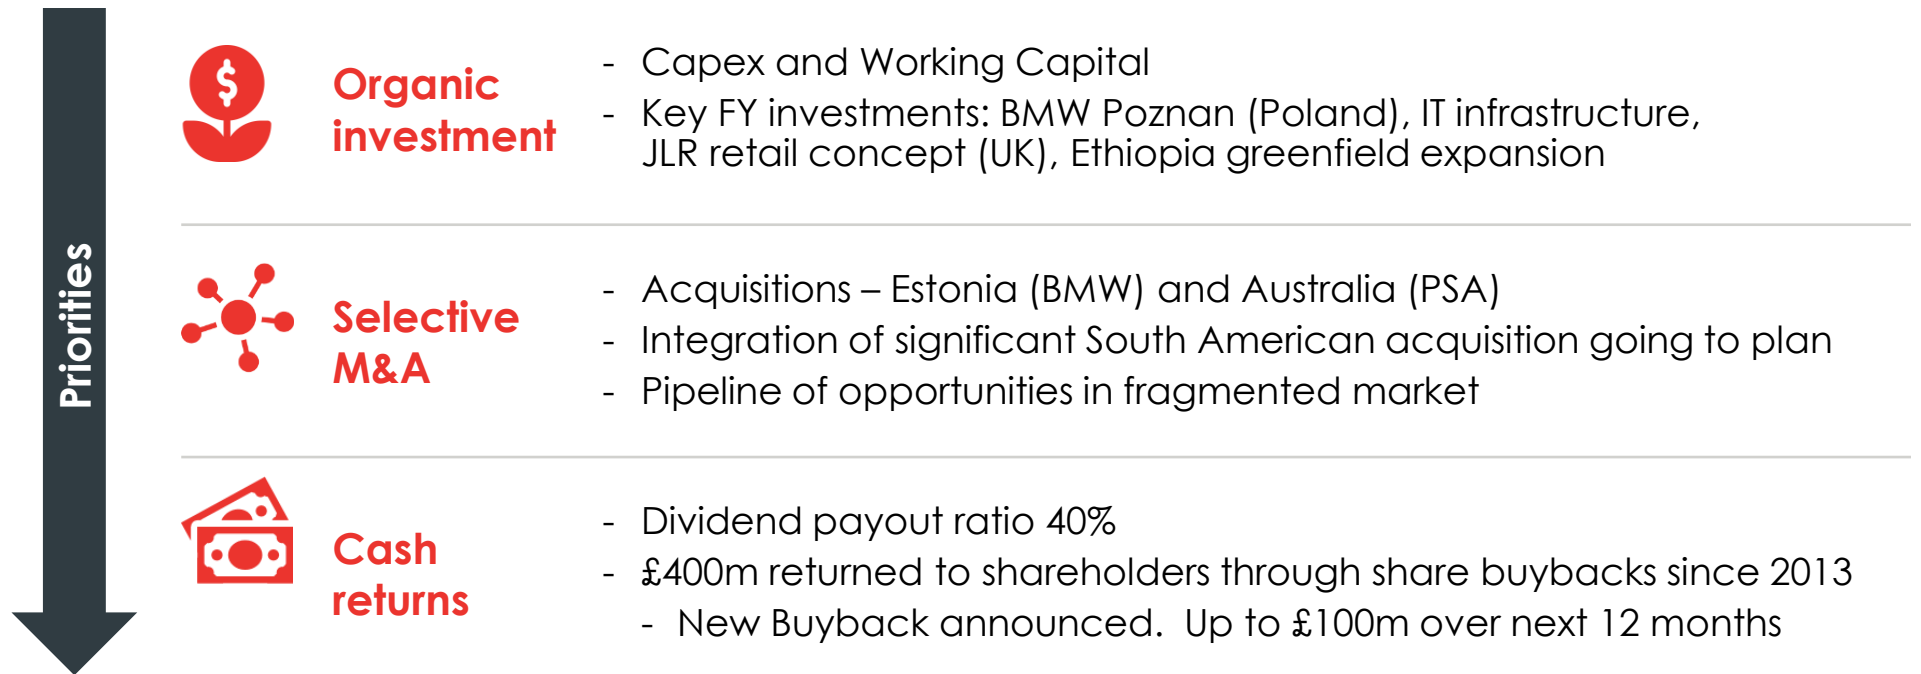 Priorities
$
Organic
investment
- Capex and Working Capital
- Key FY investments: BMW Poznan (Poland), IT infrastructure,
JLR retail concept (UK), Ethiopia greenfield expansion
Selective
M&A
- Acquisitions – Estonia (BMW) and Australia (PSA)
- Integration of significant South American acquisition going to plan
- Pipeline of opportunities in fragmented market
Cash
returns
- Dividend payout ratio 40%
- £400m returned to shareholders through share buybacks since 2013
- New Buyback announced.  Up to £100m over next 12 months